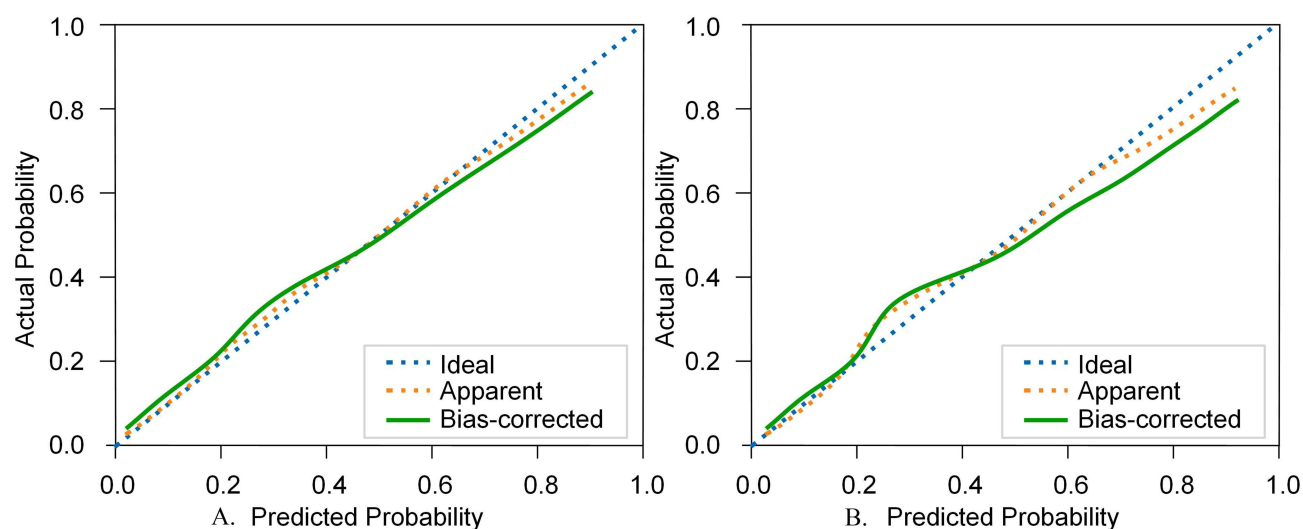 1.0
0.8
0.6
0.4
0.2
0.0
Actual Probability
Ideal
Apparent
Bias-corrected
0.0 0.2 0.4 0.6 0.8 1.0
A. Predicted Probability
1.0
0.8
0.6
0.4
0.2
0.0
Actual Probability
Ideal
Apparent
Bias-corrected
0.0 0.2 0.4 0.6 0.8 1.0
B. Predicted Probability